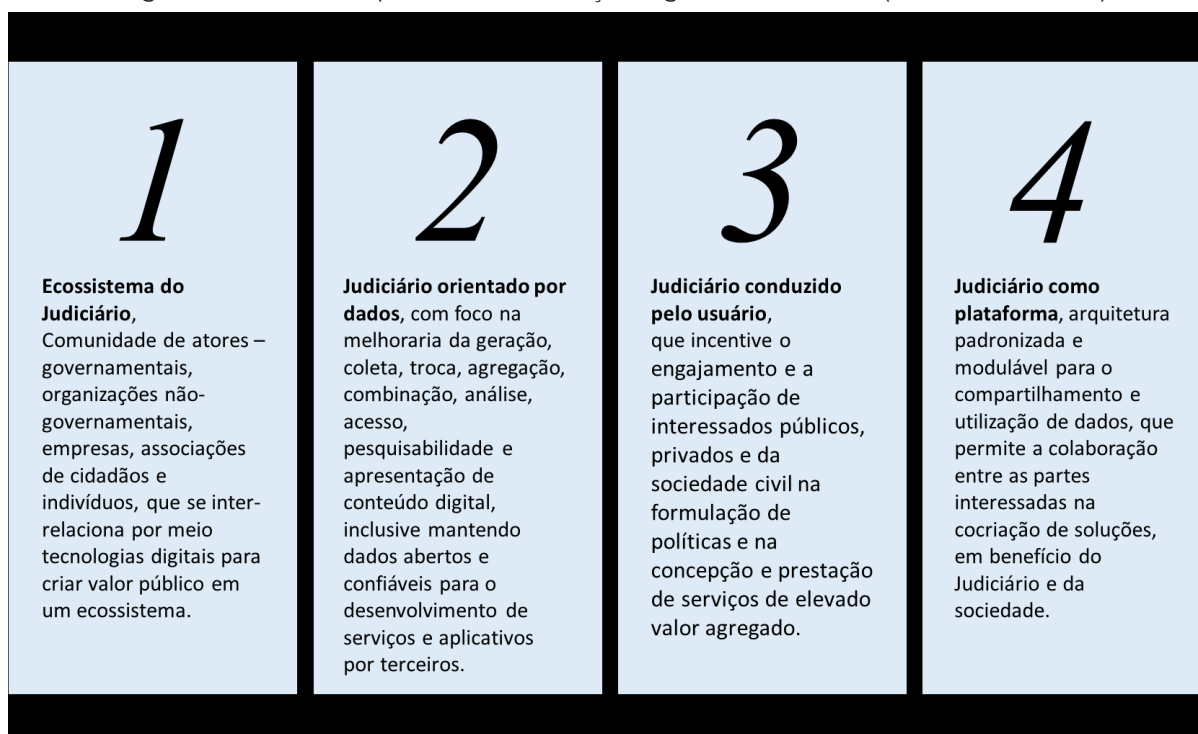 1
Ecossistema do
Judiciário,
Comunidade de atores –
governamentais,
organizações não-
governamentais,
empresas, associações
de cidadãos e
indivíduos, que se inter-
relaciona por meio
tecnologias digitais para
criar valor público em
um ecossistema.
2
Judiciário orientado por
dados, com foco na
melhoraria da geração,
coleta, troca, agregação,
combinação, análise,
acesso,
pesquisabilidade e
apresentação de
conteúdo digital,
inclusive mantendo
dados abertos e
confiáveis para o
desenvolvimento de
serviços e aplicativos
por terceiros.
3
Judiciário conduzido
pelo usuário,
que incentive o
engajamento e a
participação de
interessados públicos,
privados e da
sociedade civil na
formulação de
políticas e na
concepção e prestação
de serviços de elevado
valor agregado.
4
Judiciário como
plataforma, arquitetura
padronizada e
modulável para o
compartilhamento e
utilização de dados, que
permite a colaboração
entre as partes
interessadas na
cocriação de soluções,
em benefício do
Judiciário e da
sociedade.